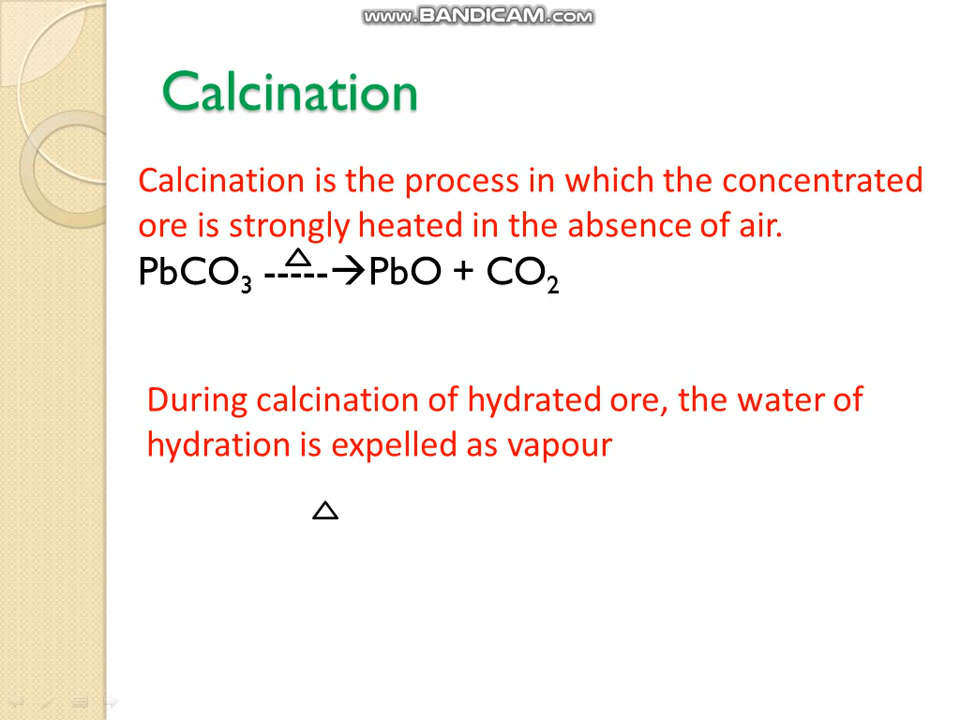 www.BANDICAM.com
Calcination
Calcination is the process in which the concentrated
ore is strongly heated in the absence of air.
△
PbCO₃ -----→PbO + CO₂
During calcination of hydrated ore, the water of
hydration is expelled as vapour
△